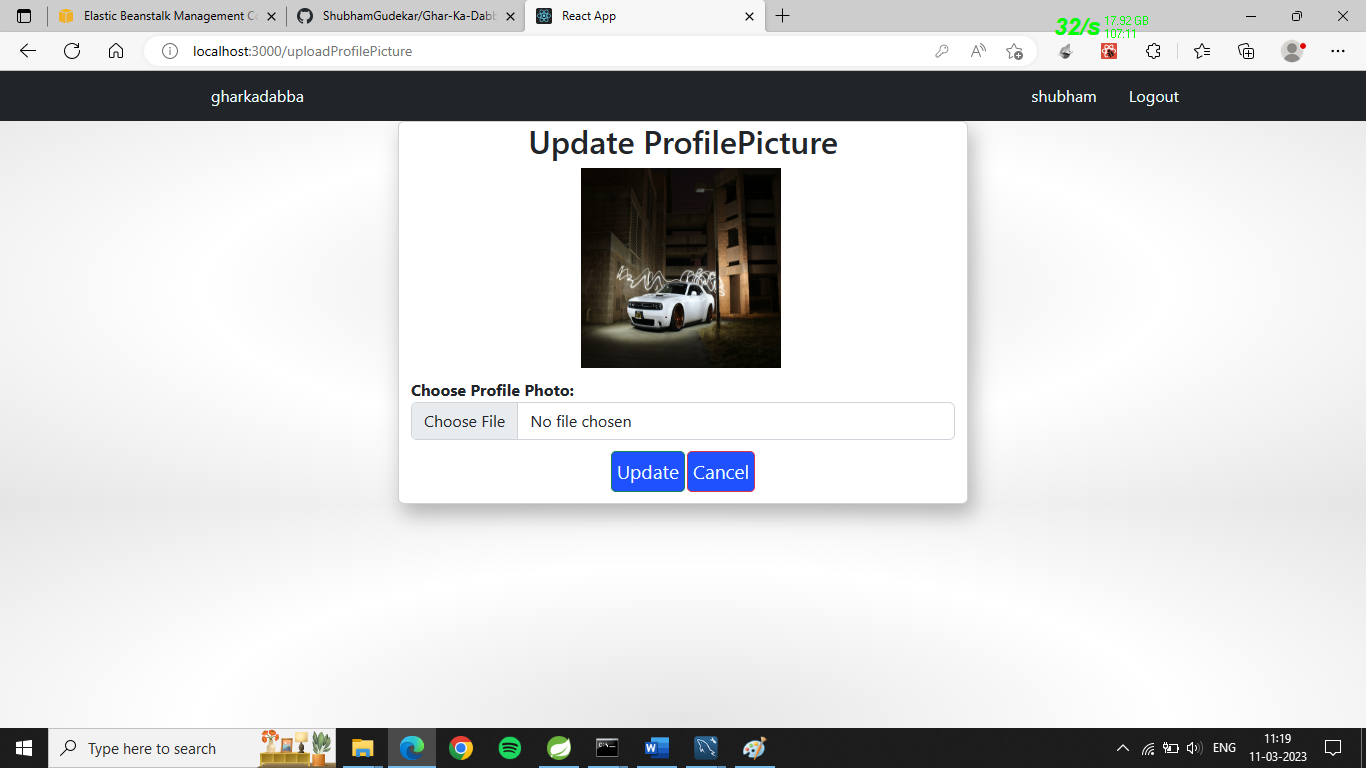 Elastic Beanstalk Management Co
ShubhamGudekar/Ghar-Ka-Dabb
React App
32/s 17.92 GB
107:11
localhost:3000/uploadProfilePicture
gharkadabba shubham Logout
Update ProfilePicture
Choose Profile Photo:
Choose File No file chosen
Update Cancel
Type here to search
ENG
11:19
11-03-2023